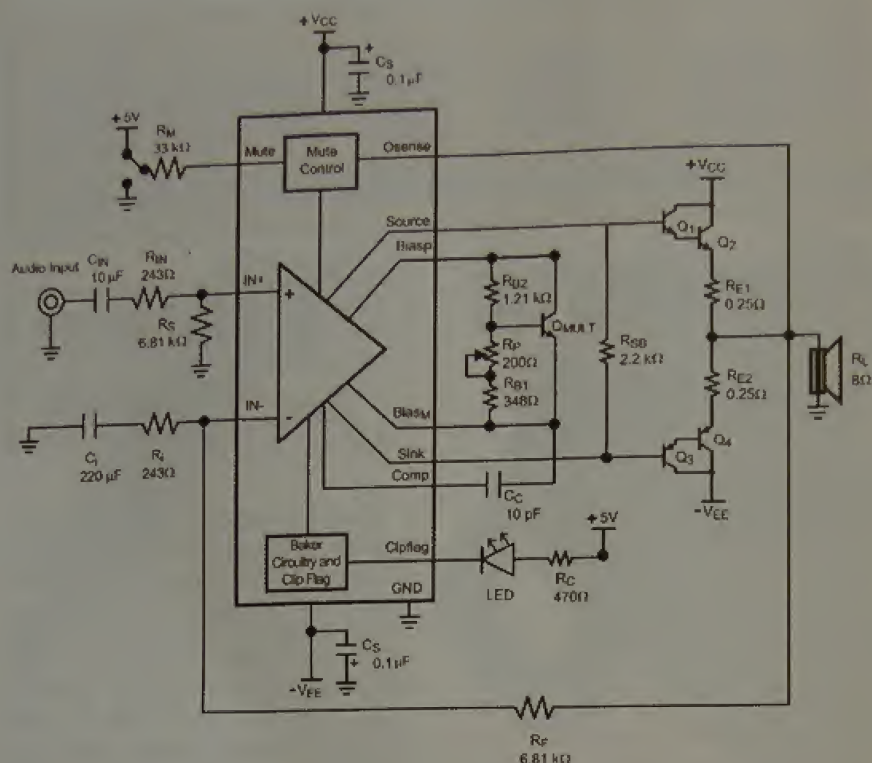 +VCC
CS
0.1 µF
+5V
RM
33 kΩ
Mute
Mute
Control
Osense
+VCC
Source
Biasp
Q1
Q2
CIN
10 µF
RIN
243Ω
Audio Input
IN+
+
RS
6.81 kΩ
RB2
1.21 kΩ
QMULT
RP
200Ω
RB1
348Ω
RSB
2.2 kΩ
RE1
0.25Ω
RE2
0.25Ω
RL
8Ω
IN-
-
BiasM
Sink
Comp
Ci
220 µF
Ri
243Ω
CC
10 pF
Q3
Q4
-VEE
Baker
Circuitry and
Clip Flag
Clpflag
+5V
LED
RC
470Ω
GND
CS
+
0.1µF
-VEE
RF
6.81 kΩ